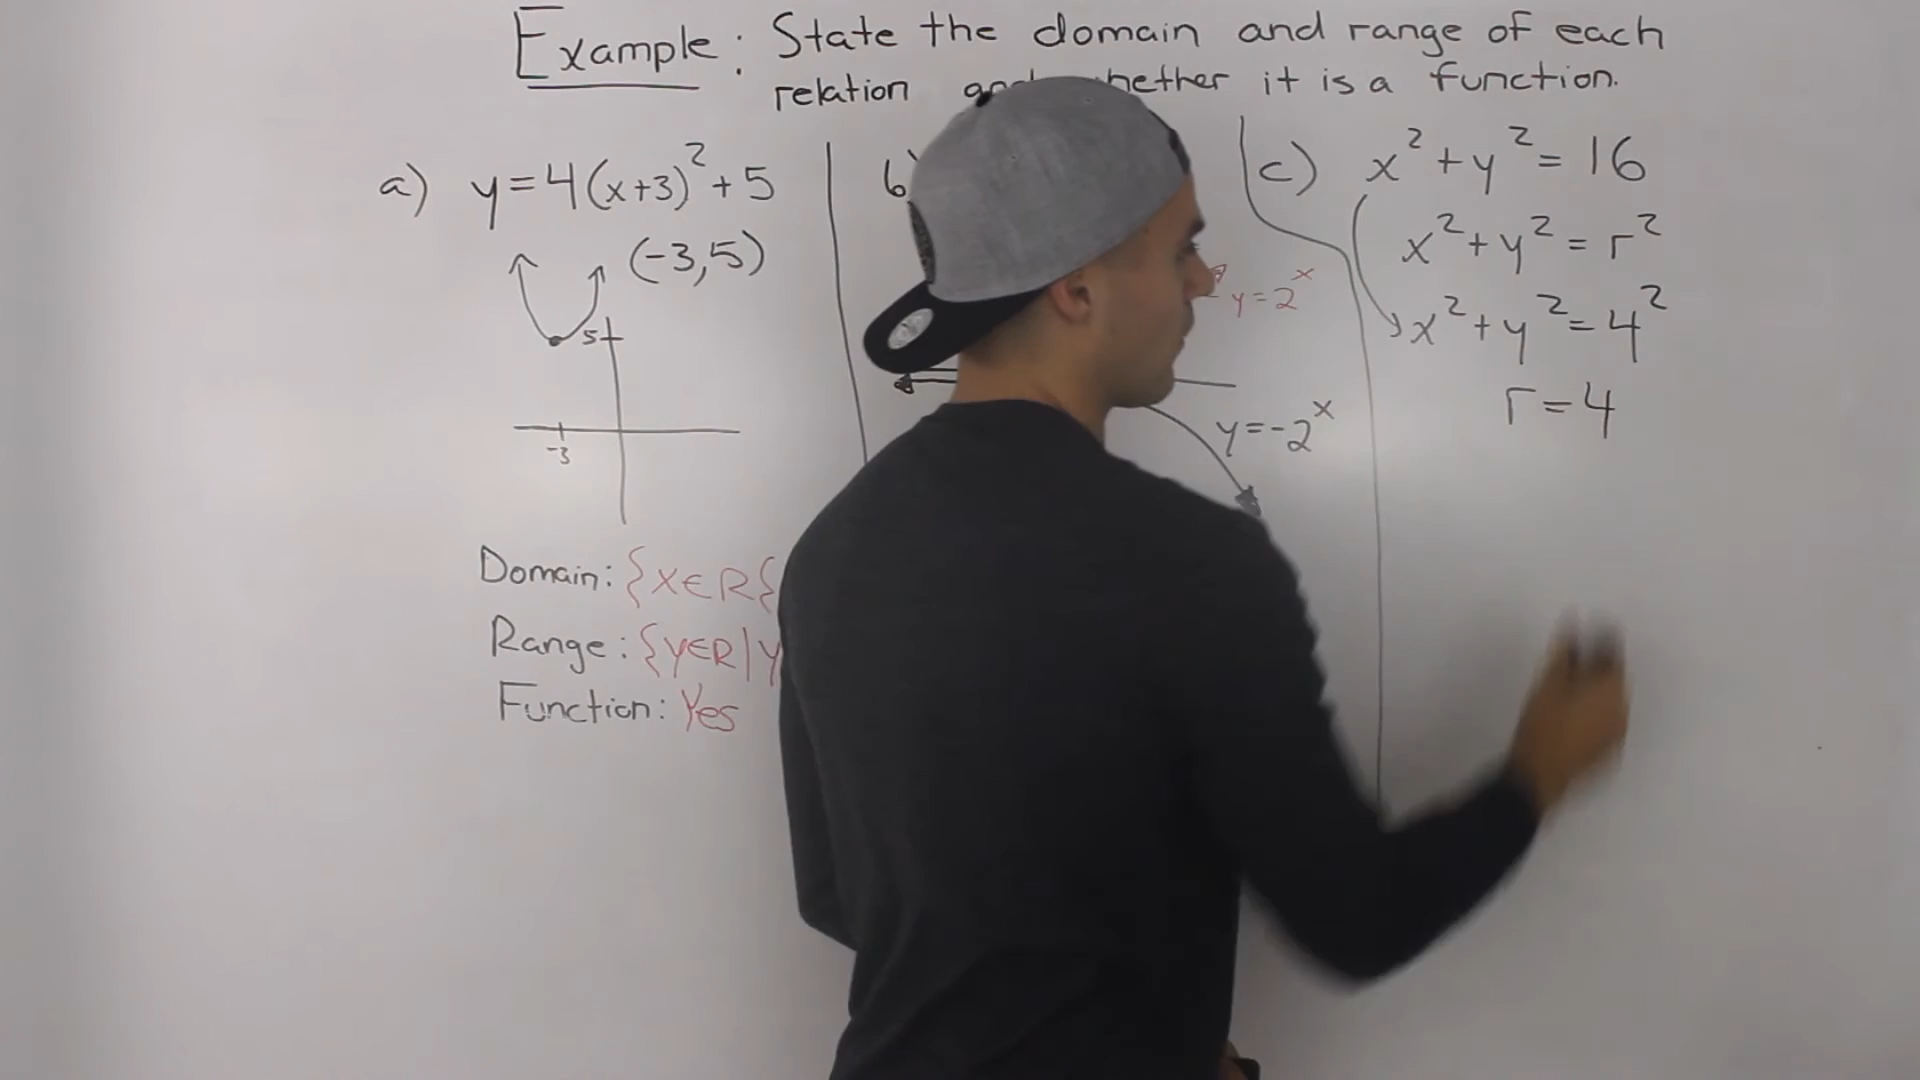 Example: State the domain and range of each
relation whether it is a function.
a) y=4(x+3)²+5
(-3,5)
5
-3
Domain: {X∈R}
Range: {Y∈R|Y
Function: Yes
b)
y=2ˣ
y=-2ˣ
c) x²+y²=16
x²+y²=r²
x²+y²=4²
r=4